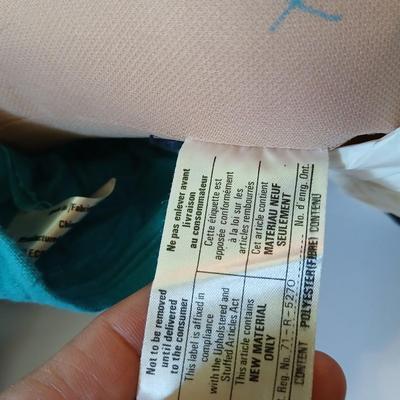 Not to be removed
until delivered
to the consumer
This label is affixed in
compliance
with the Upholstered and
Stuffed Articles Act
This article contains
NEW MATERIAL
ONLY
Reg. No. 71-R-5270
CONTENT POLYESTER(FIBRE) CONTENU
Ne pas enlever avant
livraison
au consommateur
Cette étiquette est
apposée conformément
à la loi sur les
articles rembourrés
Cet article contient
MATERIAU NEUF
SEULEMENT
No. d'enrg. Ont.